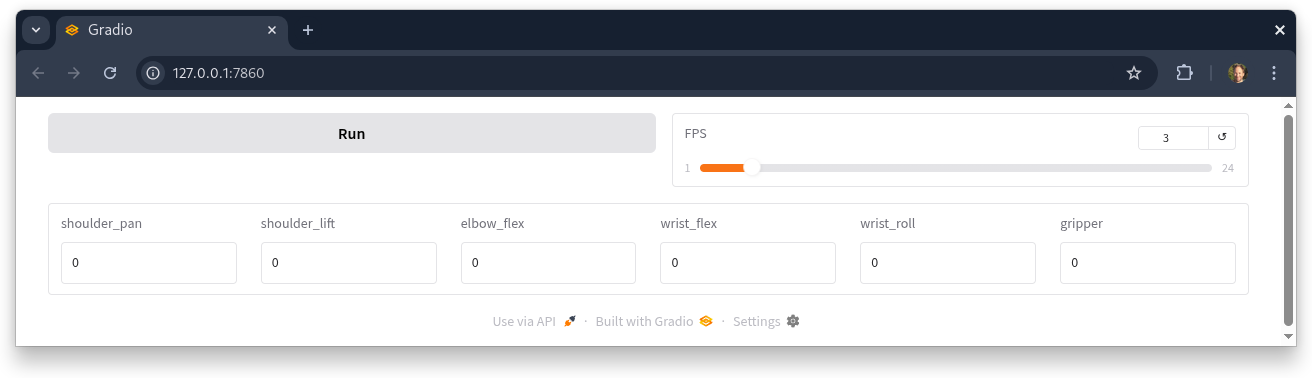 Gradio
127.0.0.1:7860
Run
FPS
3
1
24
shoulder_pan
shoulder_lift
elbow_flex
wrist_flex
wrist_roll
gripper
0
0
0
0
0
0
Use via API · Built with Gradio · Settings